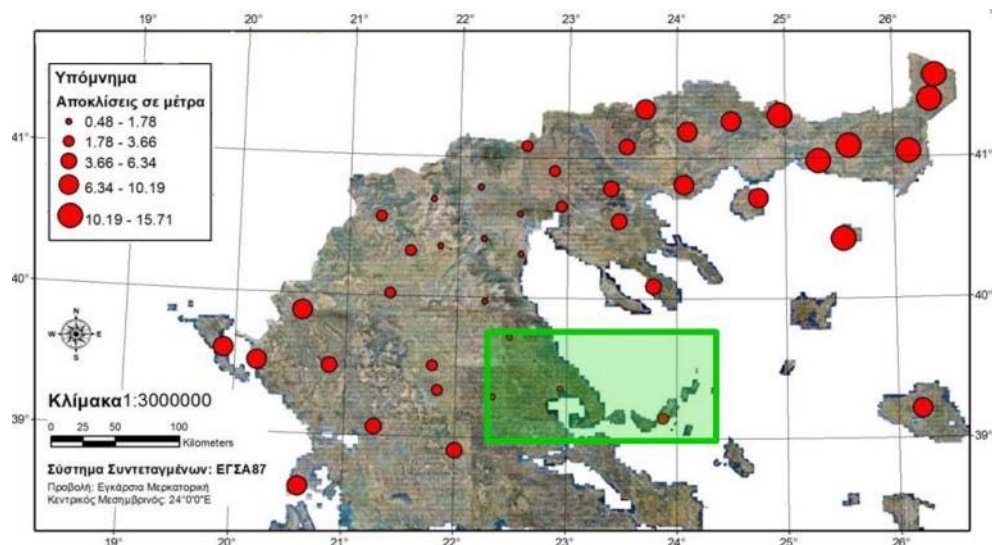 19° 20° 21° 22° 23° 24° 25° 26°
Υπόμνημα
Αποκλίσεις σε μέτρα
0.48 - 1.78
1.78 - 3.66
3.66 - 6.34
6.34 - 10.19
10.19 - 15.71
41° 41°
40° 40°
N
W E
S
Κλίμακα 1:3000000
39° 39°
0 25 50 100
Kilometers
Σύστημα Συντεταγμένων: ΕΓΣΑ87
Προβολή: Εγκάρσια Μερκατορική
Κεντρικός Μεσημβρινός: 24°0'0"E
19° 20° 21° 22° 23° 24° 25° 26°